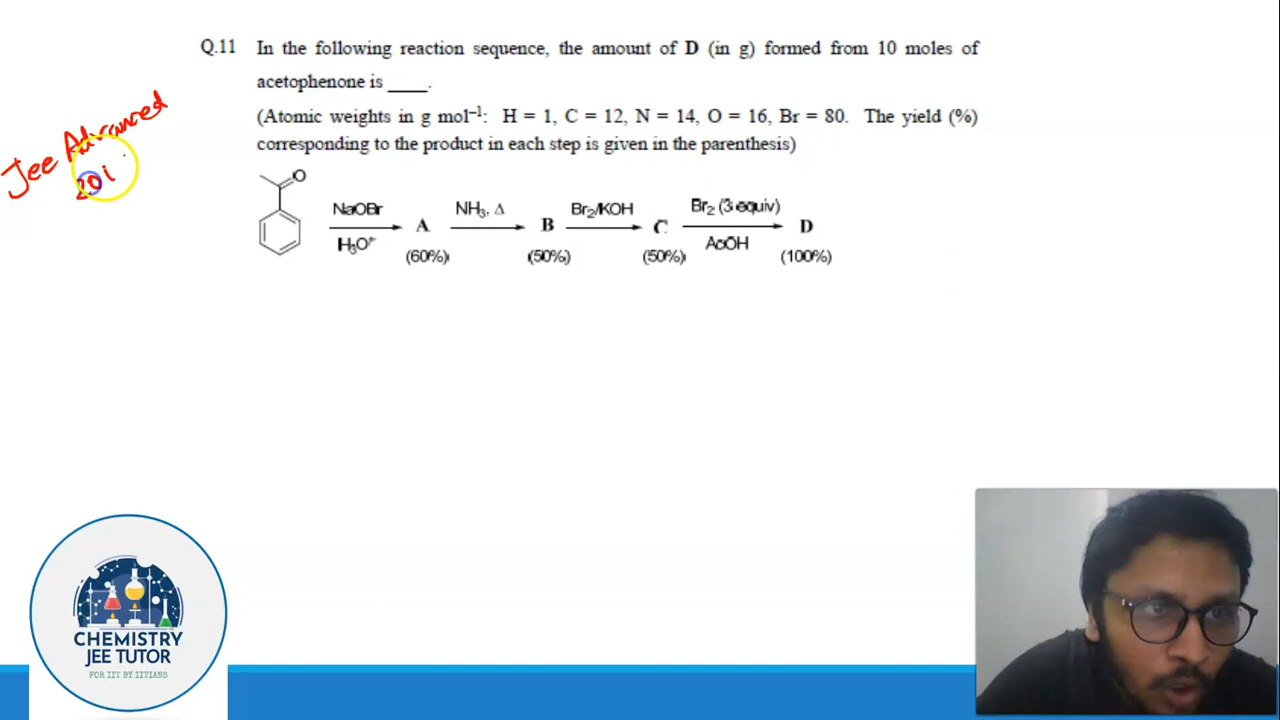 Q.11 In the following reaction sequence, the amount of D (in g) formed from 10 moles of
acetophenone is ____.
(Atomic weights in g mol⁻¹: H = 1, C = 12, N = 14, O = 16, Br = 80. The yield (%)
corresponding to the product in each step is given in the parenthesis)
Jee Advanced
201
O
NaOBr
H₃O⁺
A
(60%)
NH₃, Δ
B
(50%)
Br₂/KOH
C
(50%)
Br₂ (3 equiv)
AcOH
D
(100%)
CHEMISTRY
JEE TUTOR
FOR IIT BY IITIANS